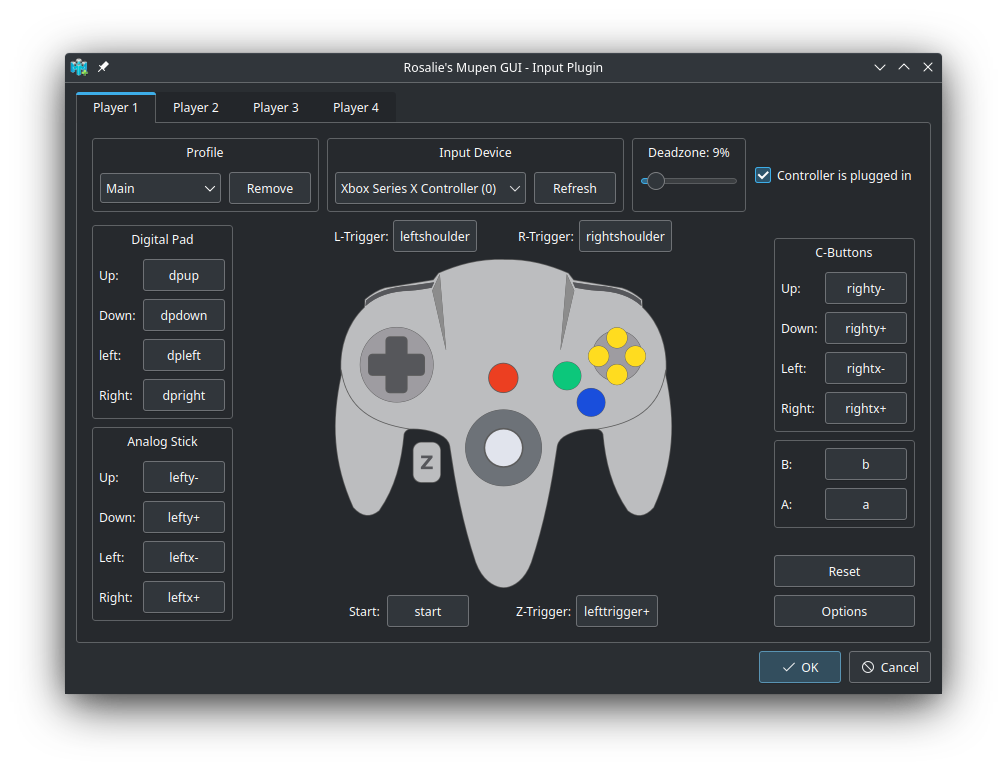 Rosalie's Mupen GUI - Input Plugin
Player 1
Player 2
Player 3
Player 4
Profile
Main
Remove
Input Device
Xbox Series X Controller (0)
Refresh
Deadzone: 9%
Controller is plugged in
L-Trigger:
leftshoulder
R-Trigger:
rightshoulder
Digital Pad
Up:
dpup
Down:
dpdown
left:
dpleft
Right:
dpright
Analog Stick
Up:
lefty-
Down:
lefty+
Left:
leftx-
Right:
leftx+
Z
Start:
start
Z-Trigger:
lefttrigger+
C-Buttons
Up:
righty-
Down:
righty+
Left:
rightx-
Right:
rightx+
B:
b
A:
a
Reset
Options
OK
Cancel